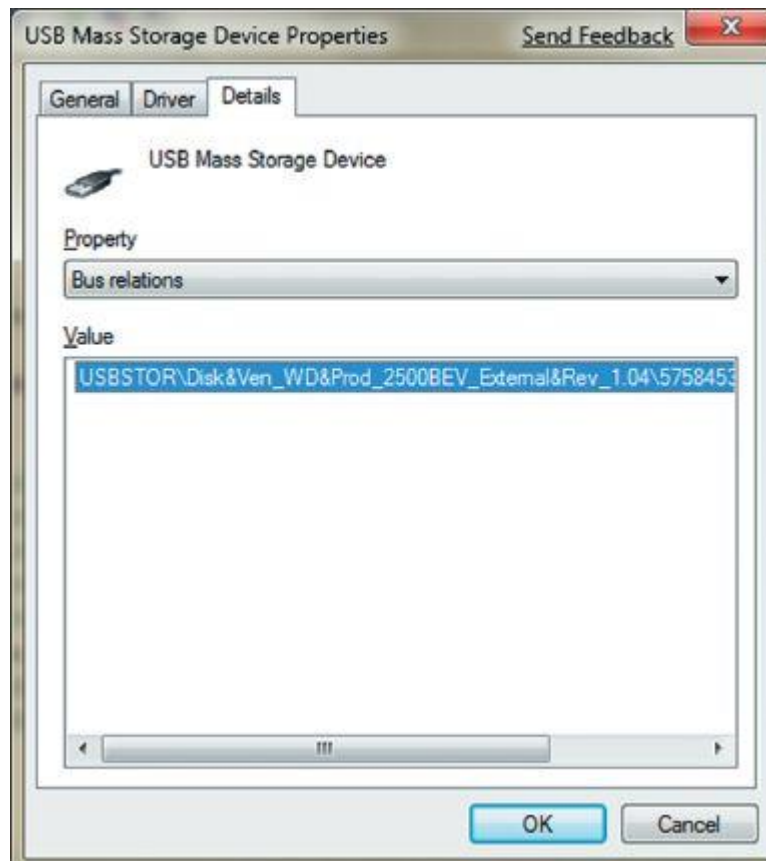 USB Mass Storage Device Properties Send Feedback
General Driver Details
USB Mass Storage Device
Property
Bus relations
Value
USBSTOR\Disk&Ven_WD&Prod_2500BEV_External&Rev_1.04\5758453
OK Cancel